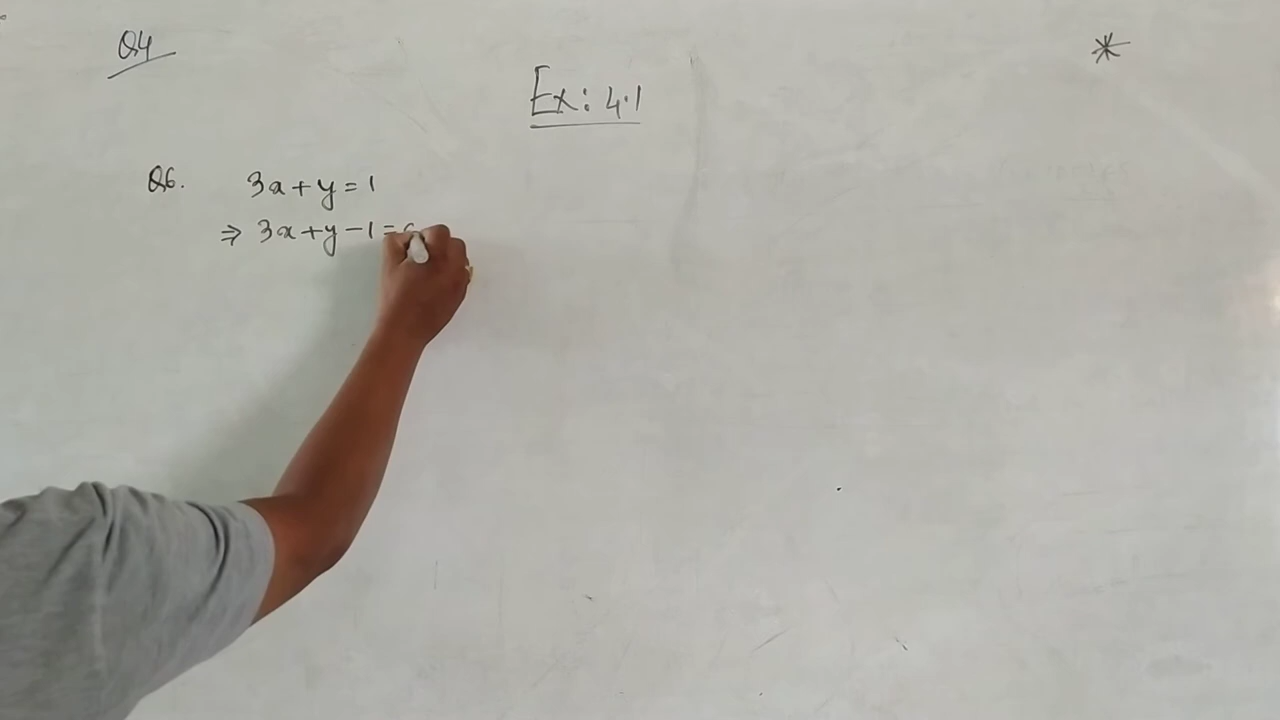 Q4
*
Ex: 4.1
Q6. 3x+y=1
⇒ 3x+y-1=0